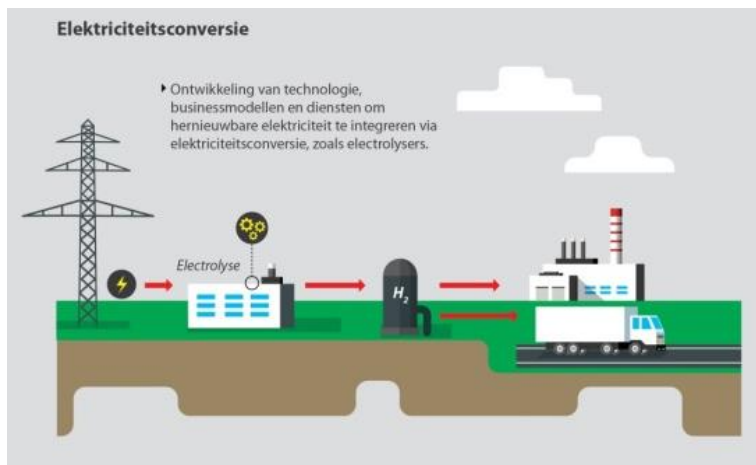 Elektriciteitsconversie
‣ Ontwikkeling van technologie,
businessmodellen en diensten om
hernieuwbare elektriciteit te integreren via
elektriciteitsconversie, zoals electrolysers.
Electrolyse
H₂